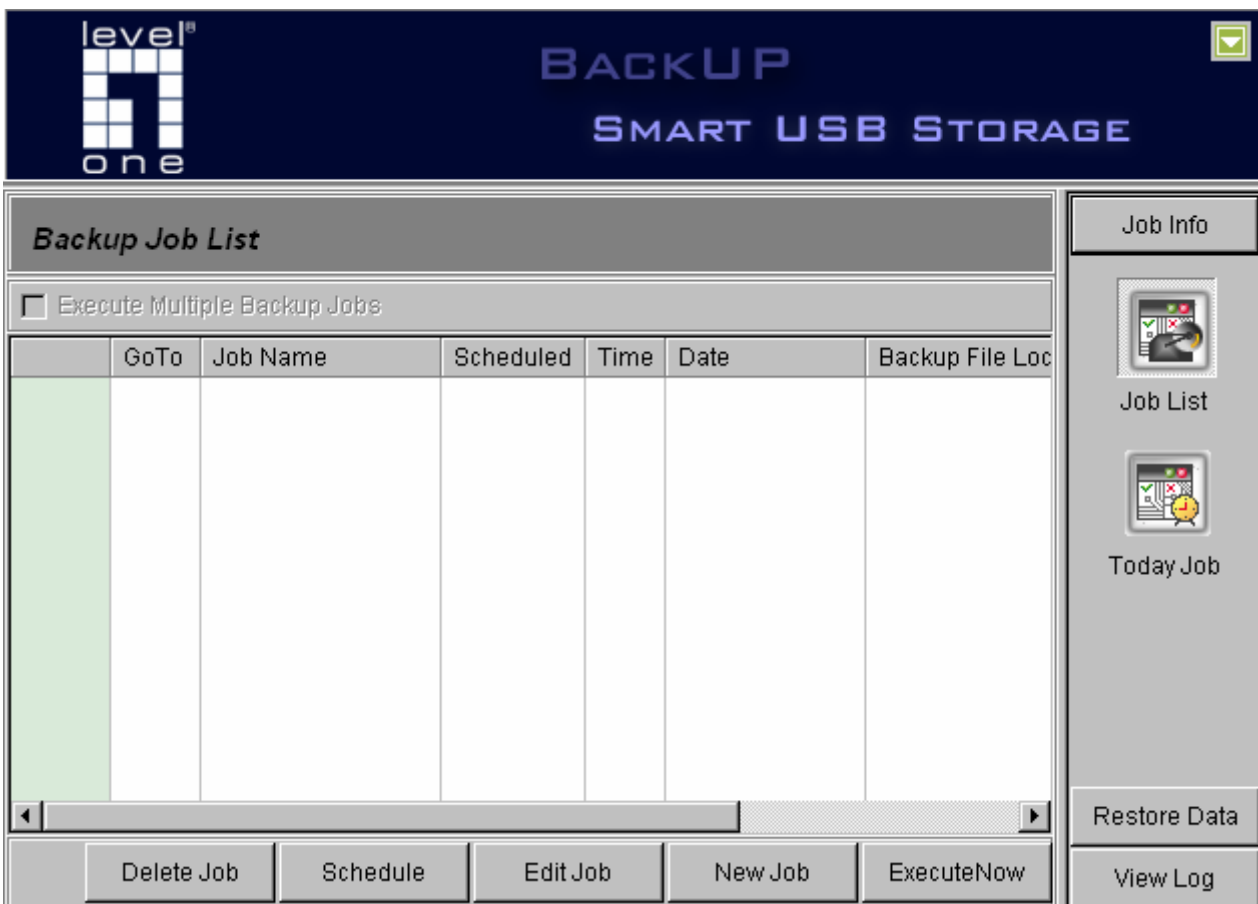 level®
one
BACKUP
SMART USB STORAGE
Backup Job List
Execute Multiple Backup Jobs
GoTo Job Name Scheduled Time Date Backup File Loc
Delete Job Schedule Edit Job New Job ExecuteNow
Job Info
Job List
Today Job
Restore Data
View Log